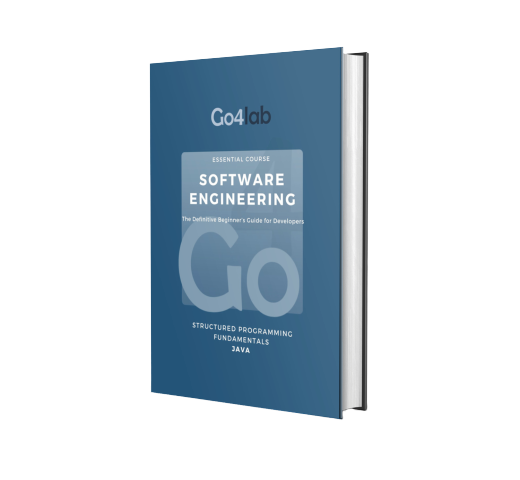 Go4lab
ESSENTIAL COURSE
SOFTWARE
ENGINEERING
The Definitive Beginner's Guide for Developers
Go
STRUCTURED PROGRAMMING
FUNDAMENTALS
JAVA